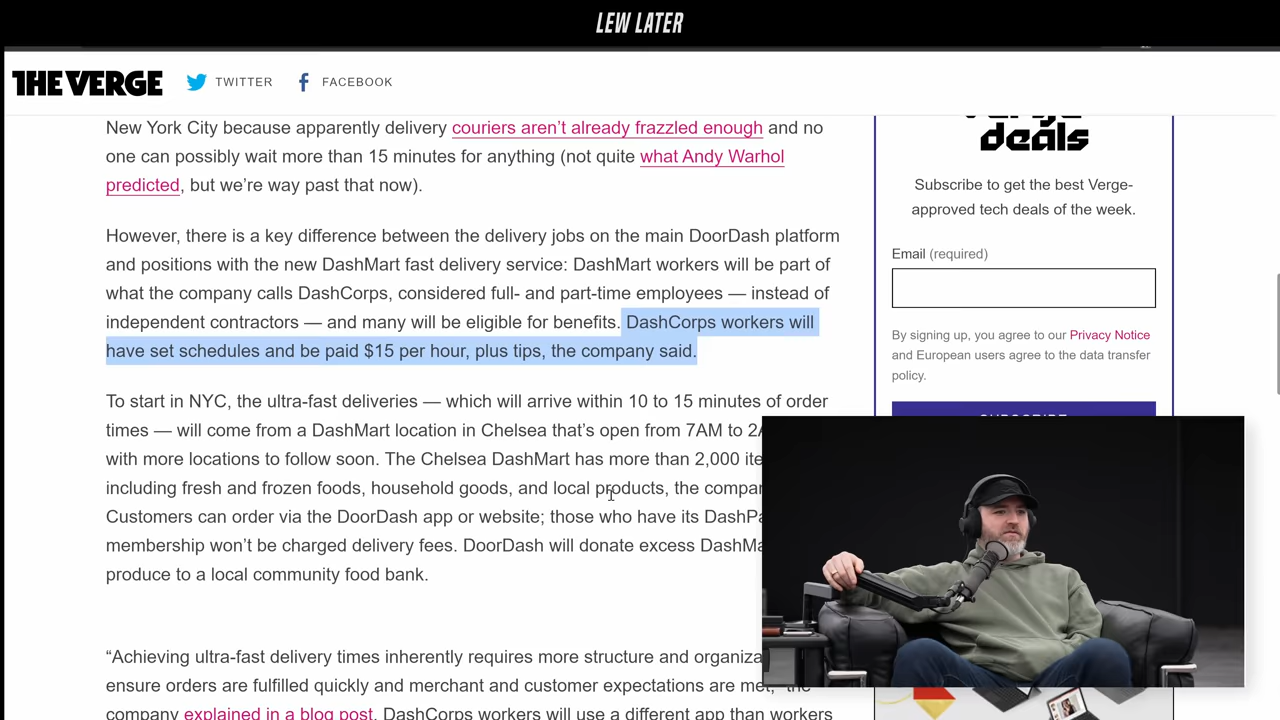 LEW LATER
THE VERGE
TWITTER
FACEBOOK
New York City because apparently delivery couriers aren’t already frazzled enough and no
one can possibly wait more than 15 minutes for anything (not quite what Andy Warhol
predicted, but we’re way past that now).
However, there is a key difference between the delivery jobs on the main DoorDash platform
and positions with the new DashMart fast delivery service: DashMart workers will be part of
what the company calls DashCorps, considered full- and part-time employees — instead of
independent contractors — and many will be eligible for benefits. DashCorps workers will
have set schedules and be paid $15 per hour, plus tips, the company said.
To start in NYC, the ultra-fast deliveries — which will arrive within 10 to 15 minutes of order
times — will come from a DashMart location in Chelsea that’s open from 7AM to 2A
with more locations to follow soon. The Chelsea DashMart has more than 2,000 ite
including fresh and frozen foods, household goods, and local products, the compan
Customers can order via the DoorDash app or website; those who have its DashPa
membership won’t be charged delivery fees. DoorDash will donate excess DashMa
produce to a local community food bank.
“Achieving ultra-fast delivery times inherently requires more structure and organiza
ensure orders are fulfilled quickly and merchant and customer expectations are met,” the
company explained in a blog post. DashCorps workers will use a different app than workers
deals
Subscribe to get the best Verge-
approved tech deals of the week.
Email (required)
By signing up, you agree to our Privacy Notice
and European users agree to the data transfer
policy.